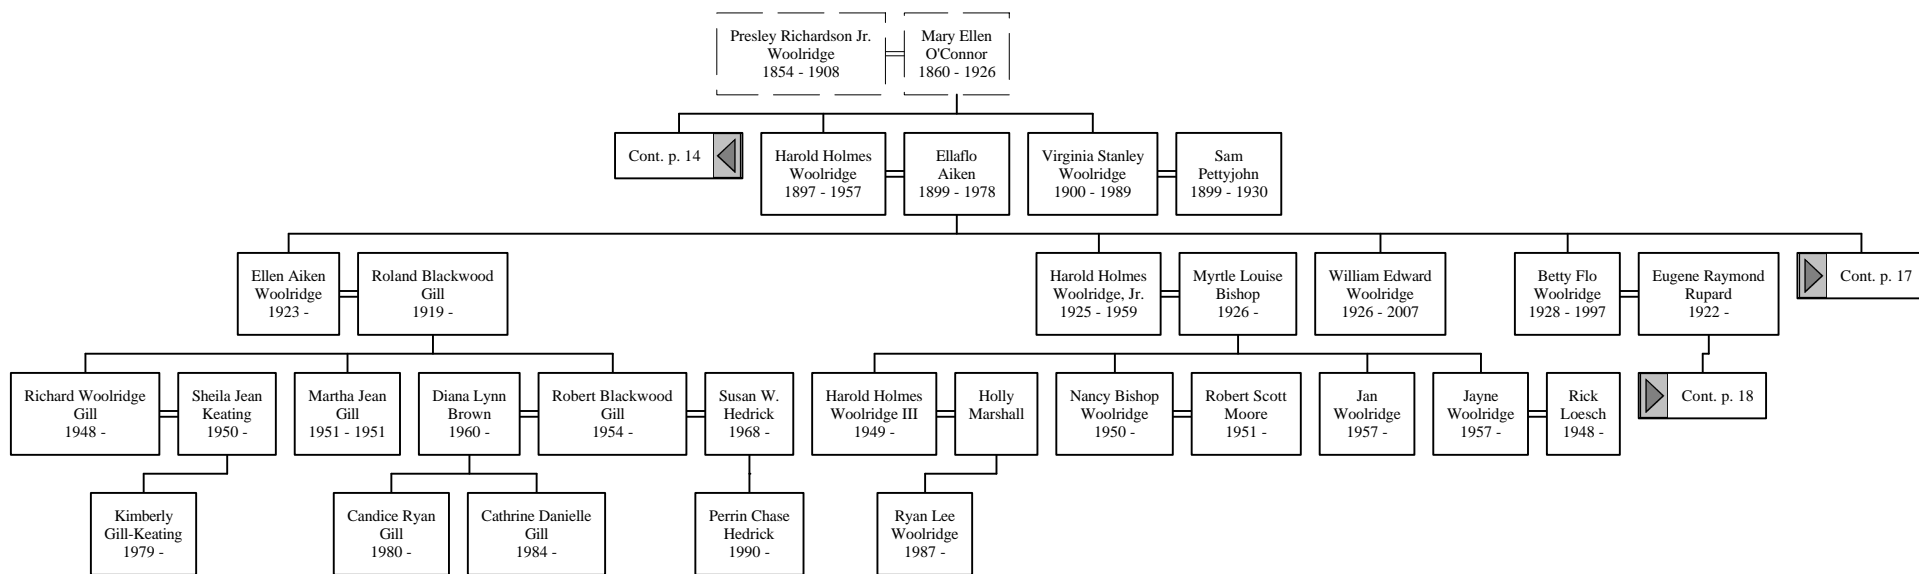 Presley Richardson Jr.
Woolridge
1854 - 1908
Mary Ellen
O'Connor
1860 - 1926
Cont. p. 14
Harold Holmes
Woolridge
1897 - 1957
Ellaflo
Aiken
1899 - 1978
Virginia Stanley
Woolridge
1900 - 1989
Sam
Pettyjohn
1899 - 1930
Ellen Aiken
Woolridge
1923 -
Roland Blackwood
Gill
1919 -
Harold Holmes
Woolridge, Jr.
1925 - 1959
Myrtle Louise
Bishop
1926 -
William Edward
Woolridge
1926 - 2007
Betty Flo
Woolridge
1928 - 1997
Eugene Raymond
Rupard
1922 -
Cont. p. 17
Richard Woolridge
Gill
1948 -
Sheila Jean
Keating
1950 -
Martha Jean
Gill
1951 - 1951
Diana Lynn
Brown
1960 -
Robert Blackwood
Gill
1954 -
Susan W.
Hedrick
1968 -
Harold Holmes
Woolridge III
1949 -
Holly
Marshall
Nancy Bishop
Woolridge
1950 -
Robert Scott
Moore
1951 -
Jan
Woolridge
1957 -
Jayne
Woolridge
1957 -
Rick
Loesch
1948 -
Cont. p. 18
Kimberly
Gill-Keating
1979 -
Candice Ryan
Gill
1980 -
Cathrine Danielle
Gill
1984 -
Perrin Chase
Hedrick
1990 -
Ryan Lee
Woolridge
1987 -